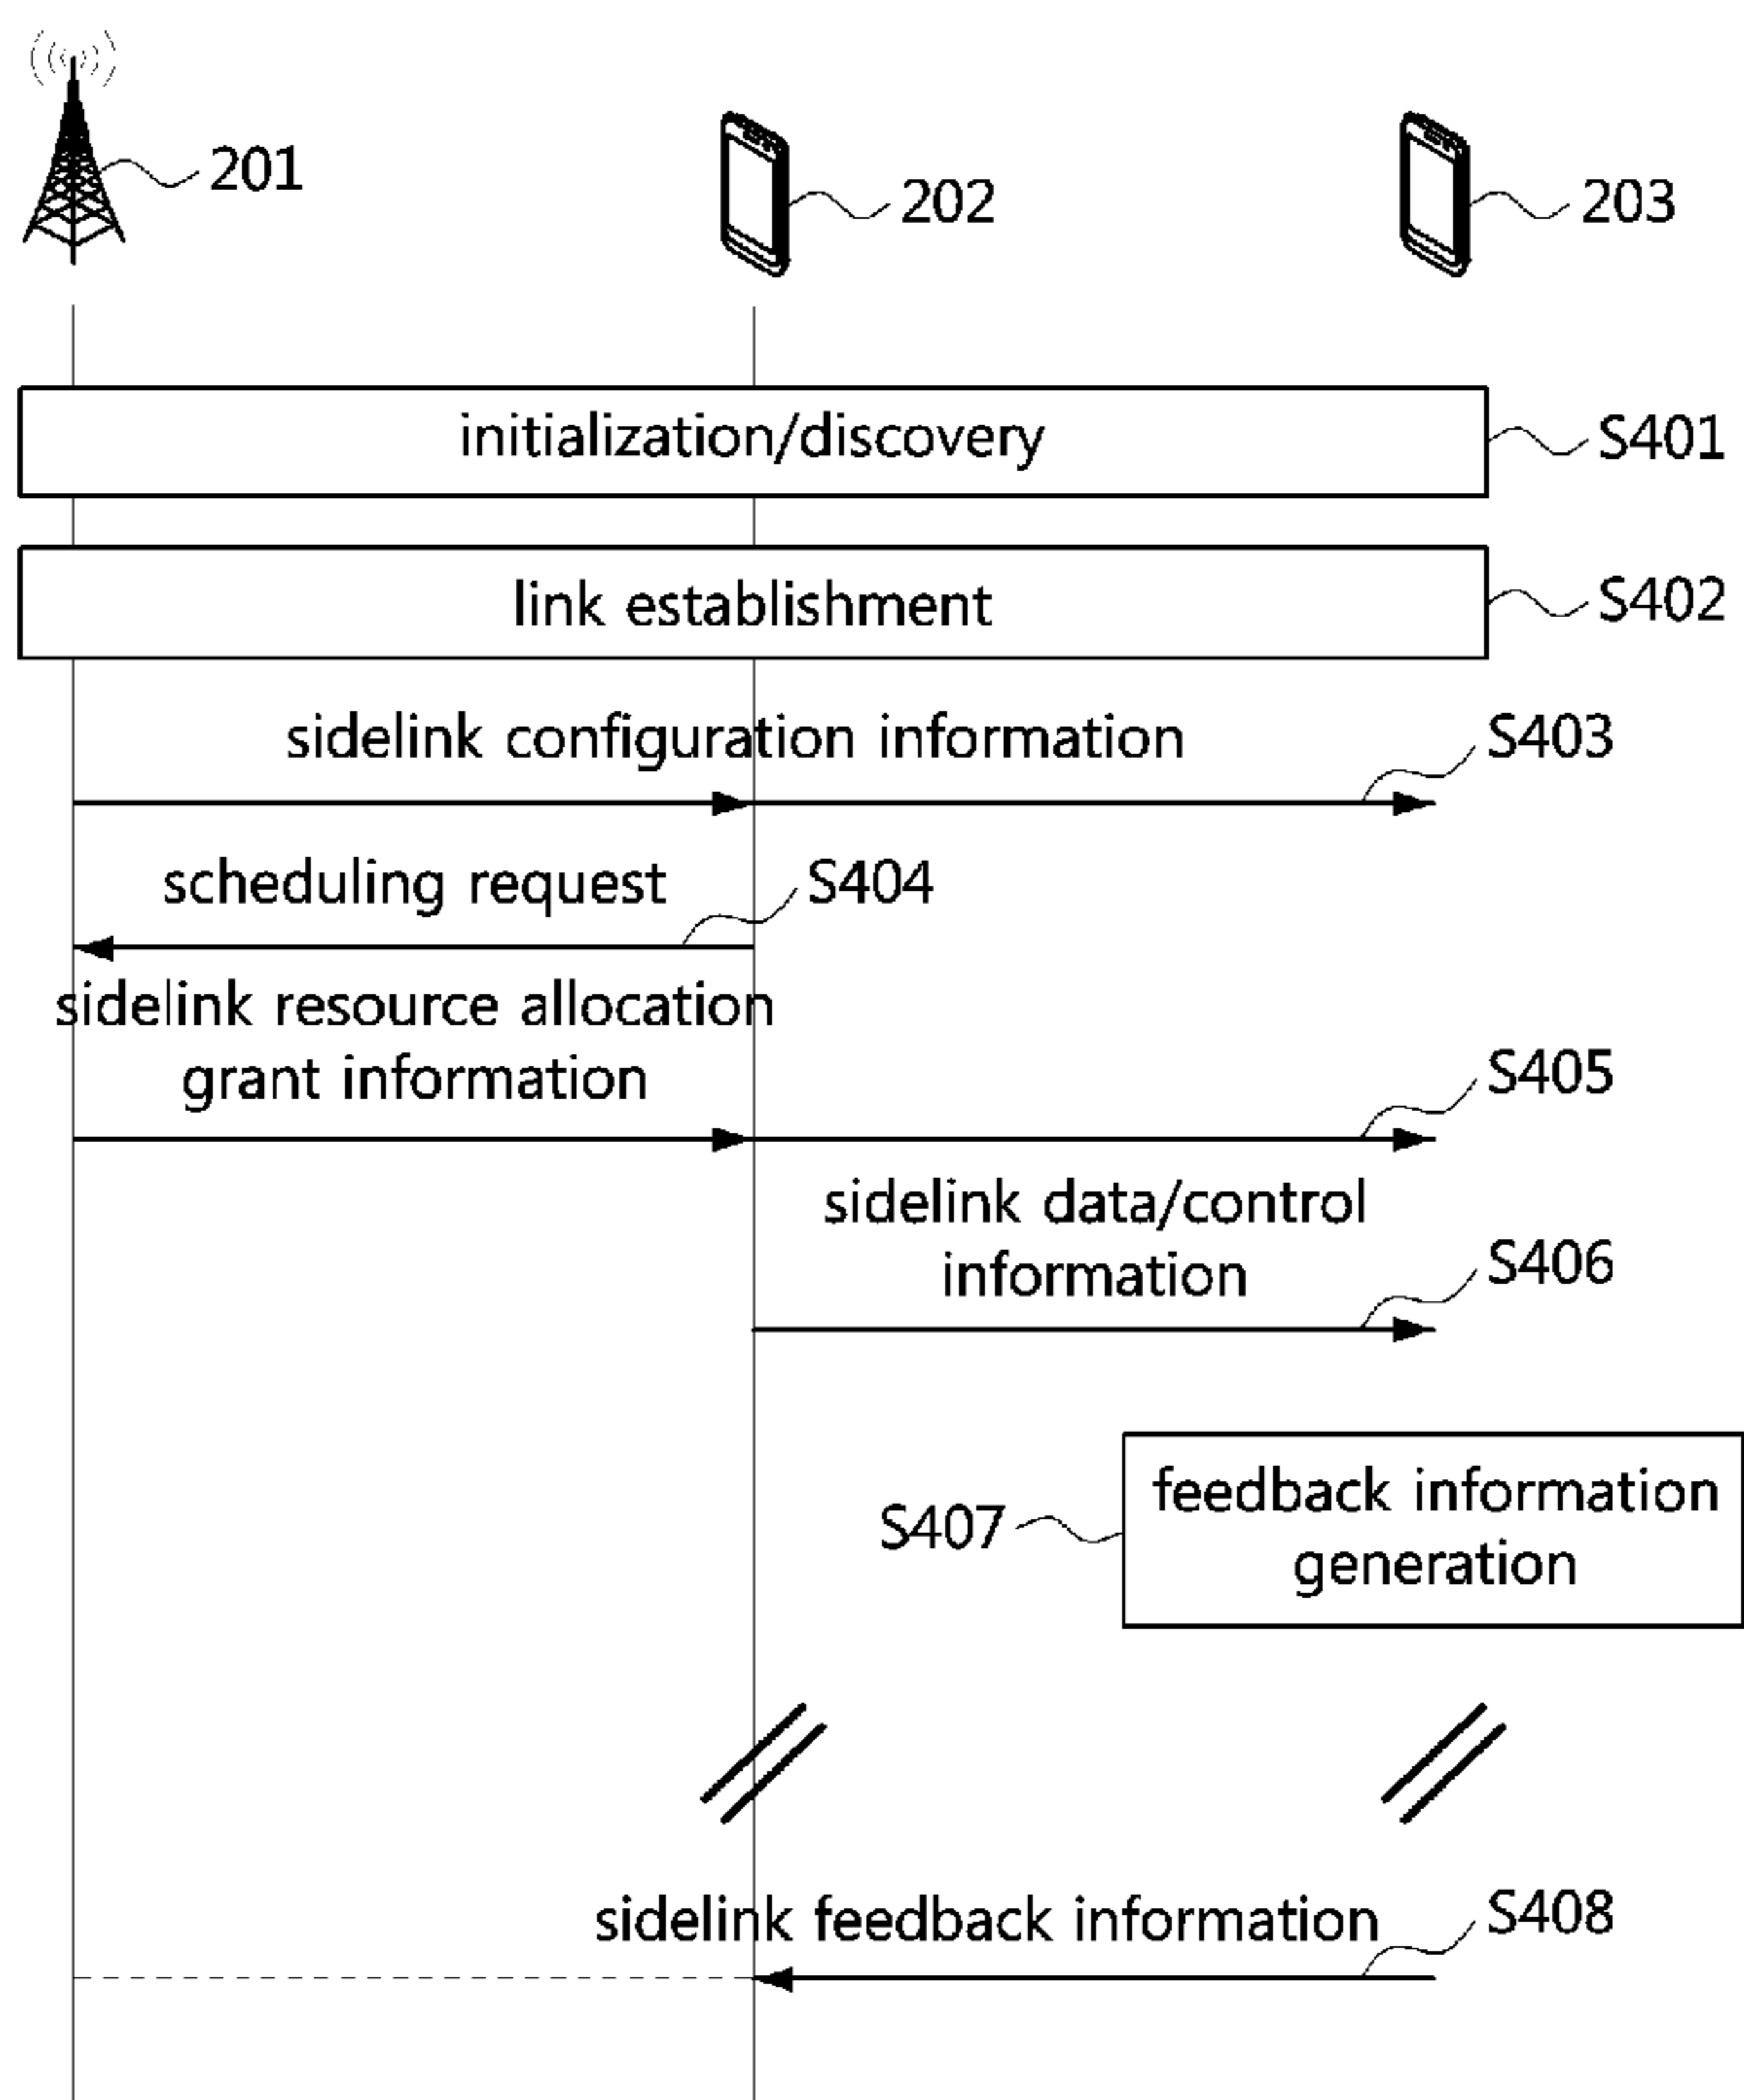 201
202
203
initialization/discovery
S401
link establishment
S402
sidelink configuration information
S403
scheduling request
S404
sidelink resource allocation
grant information
S405
sidelink data/control
information
S406
feedback information
generation
S407
sidelink feedback information
S408